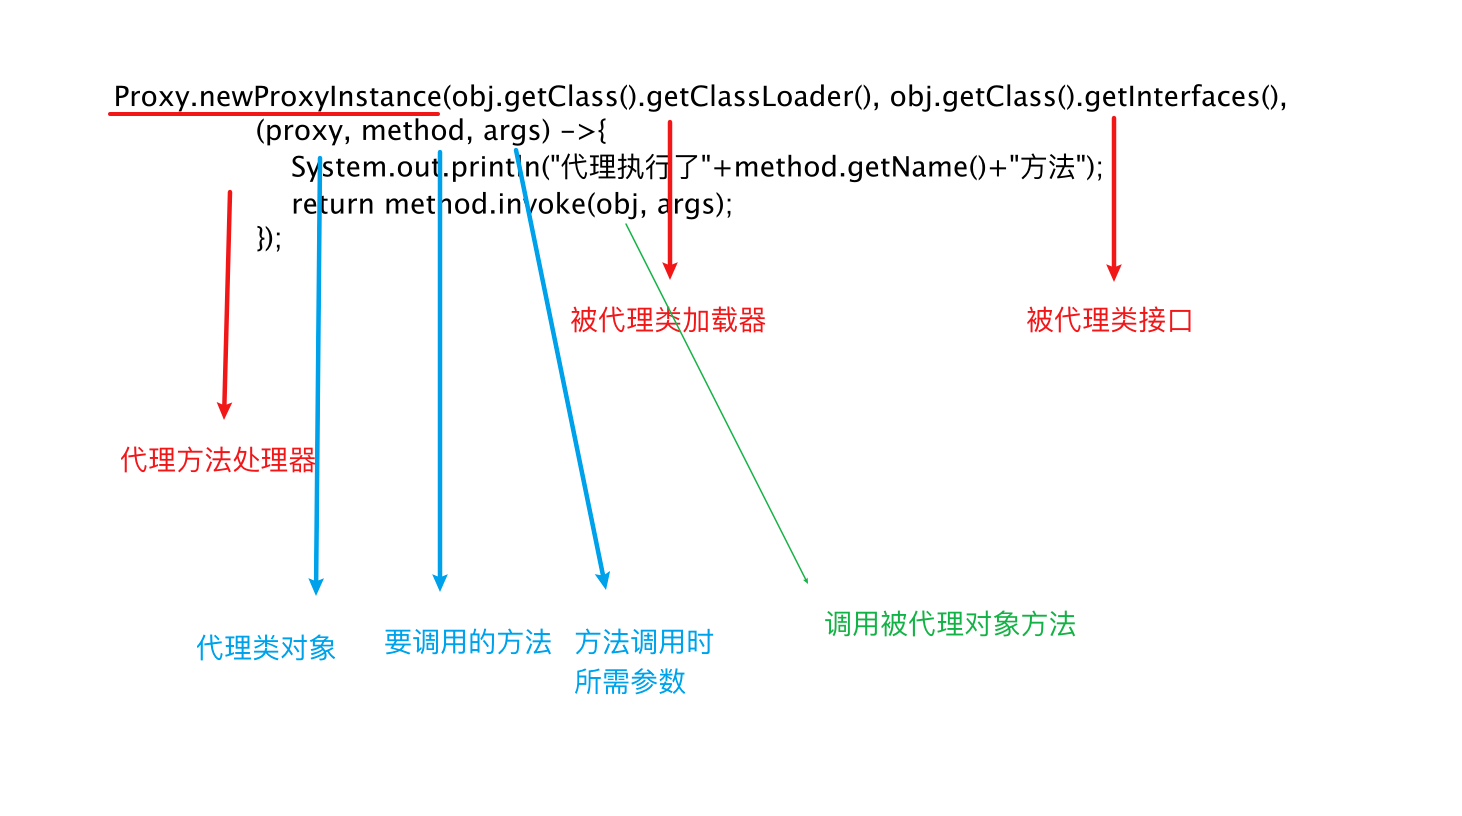 Proxy.newProxyInstance(obj.getClass().getClassLoader(), obj.getClass().getInterfaces(),
(proxy, method, args) ->{
System.out.println("代理执行了"+method.getName()+"方法");
return method.invoke(obj, args);
});
被代理类加载器
被代理类接口
代理方法处理器
代理类对象
要调用的方法
方法调用时
所需参数
调用被代理对象方法